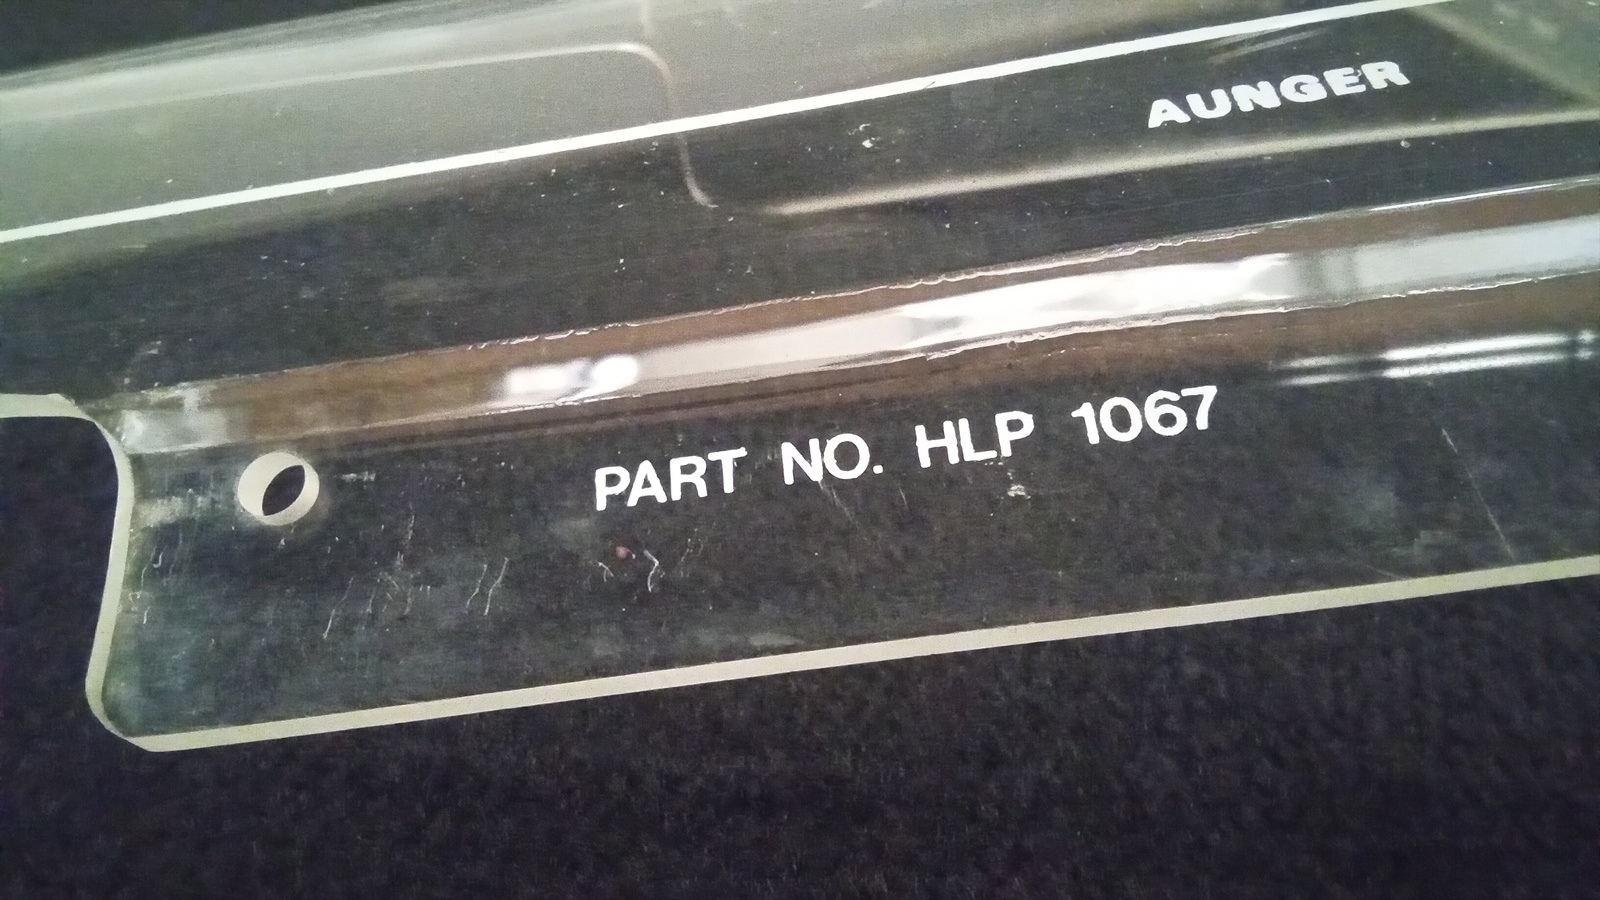 AUNGER
PART NO. HLP 1067